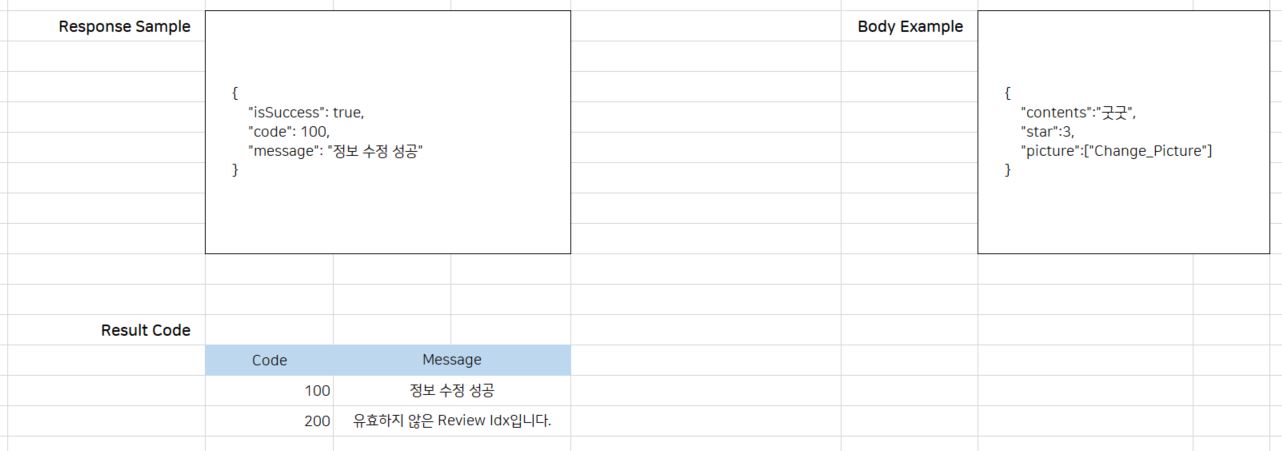 Response Sample
{
"isSuccess": true,
"code": 100,
"message": "정보 수정 성공"
}
Body Example
{
"contents":"굿굿",
"star":3,
"picture":["Change_Picture"]
}
Result Code
Code Message
100 정보 수정 성공
200 유효하지 않은 Review Idx입니다.